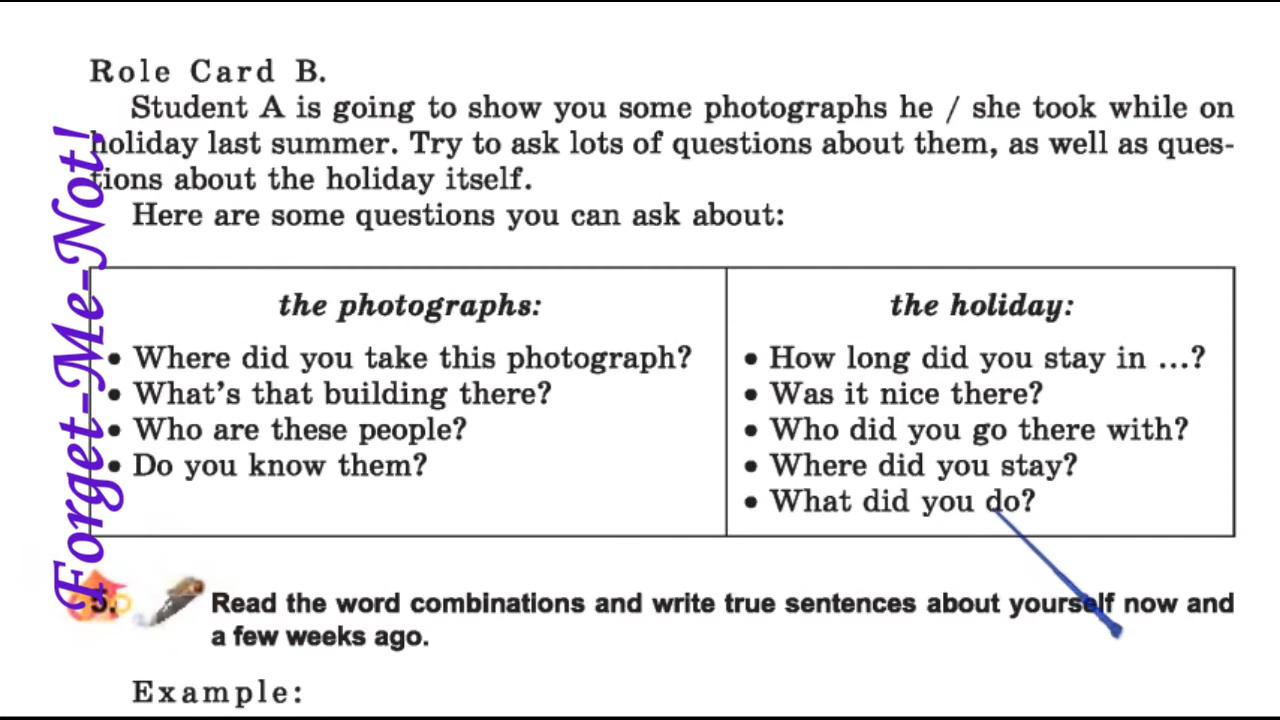 Role Card B.
Student A is going to show you some photographs he / she took while on
holiday last summer. Try to ask lots of questions about them, as well as ques-
tions about the holiday itself.
Here are some questions you can ask about:
the photographs:
• Where did you take this photograph?
• What's that building there?
• Who are these people?
• Do you know them?
the holiday:
• How long did you stay in ...?
• Was it nice there?
• Who did you go there with?
• Where did you stay?
• What did you do?
5. Read the word combinations and write true sentences about yourself now and
a few weeks ago.
Example:
Forget-Me-Not!